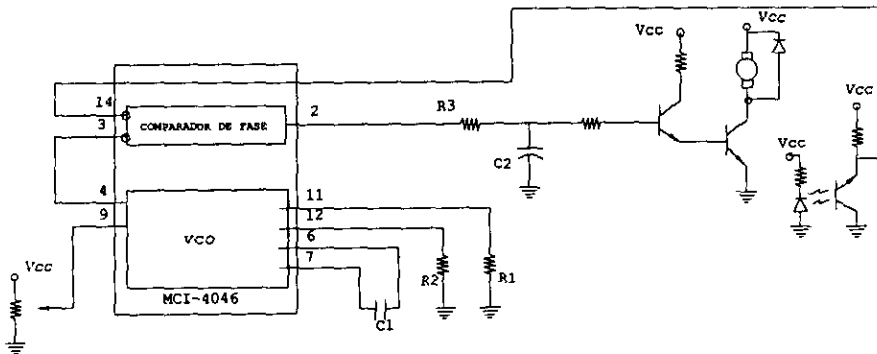 Vcc
Vcc
14
3
COMPARADOR DE FASE
2
R3
C2
Vcc
Vcc
4
9
VCO
11
12
6
7
Vcc
R2
R1
C1
MCI-4046